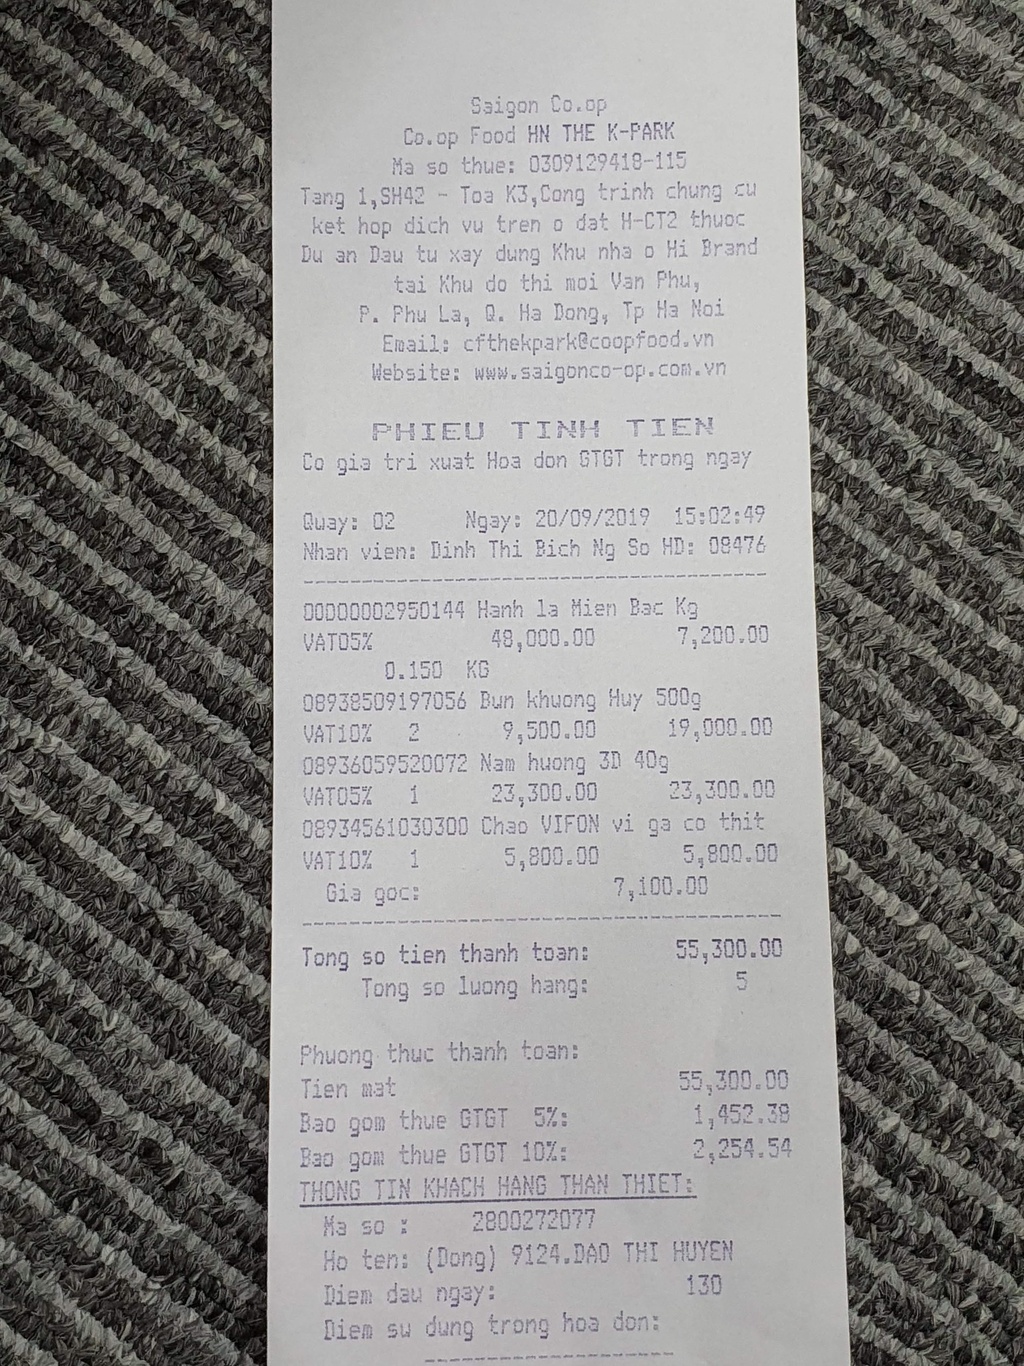 Saigon Co.op
Co.op Food HN THE K-PARK
Ma so thue: 0309129418-115
Tang 1,SH42 - Toa K3,Cong trinh chung cu
ket hop dich vu tren o dat H-CT2 thuoc
Du an Dau tu xay dung Khu nha o Hi Brand
tai Khu do thi moi Van Phu,
P. Phu La, Q. Ha Dong, Tp Ha Noi
Email: cfthekpark@coopfood.vn
Website: www.saigonco-op.com.vn
PHIEU TINH TIEN
Co gia tri xuat Hoa don GTGT trong ngay
Quay: 02 Ngay: 20/09/2019 15:02:49
Nhan vien: Dinh Thi Bich Ng So HD: 08476
00000002950144 Hanh la Mien Bac Kg
VAT05% 48,000.00 7,200.00
0.150 KG
08938509197056 Bun khuong Huy 500g
VAT10% 2 9,500.00 19,000.00
08936059520072 Nam huong 3D 40g
VAT05% 1 23,300.00 23,300.00
08934561030300 Chao VIFON vi ga co thit
VAT10% 1 5,800.00 5,800.00
Gia goc: 7,100.00
Tong so tien thanh toan: 55,300.00
Tong so luong hang: 5
Phuong thuc thanh toan:
Tien mat 55,300.00
Bao gom thue GTGT 5%: 1,452.38
Bao gom thue GTGT 10%: 2,254.54
THONG TIN KHACH HANG THAN THIET:
Ma so : 2800272077
Ho ten: (Dong) 9124.DAO THI HUYEN
Diem dau ngay: 130
Diem su dung trong hoa don: